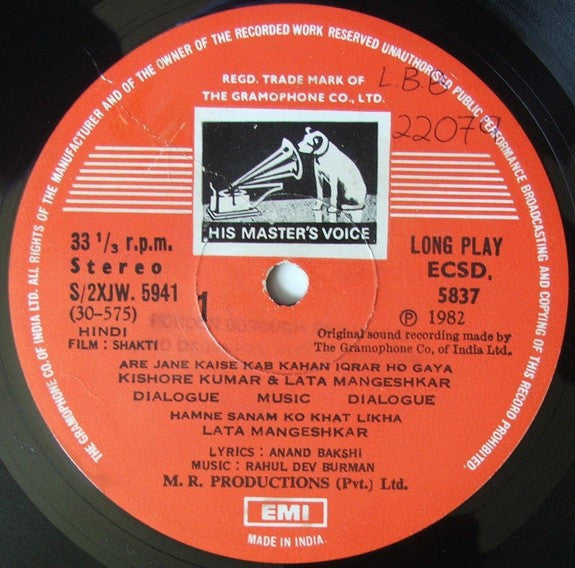 MANUFACTURER AND OF THE OWNER OF THE RECORDED WORK RESERVED UNAUTHORISED PUBLIC PERFORMANCE BROADCASTING AND COPYING OF THIS RECORD PROHIBITED.
THE GRAMOPHONE CO. OF INDIA LTD. ALL RIGHTS OF THE
REGD. TRADE MARK OF
THE GRAMOPHONE CO., LTD.
LBB
HIS MASTER'S VOICE
33 1/3 r.p.m.
Stereo
S/2XJW. 5941
1
(30-575)
HINDI
FILM : SHAKTI
LONG PLAY
ECSD.
5837
℗ 1982
Original sound recording made by
The Gramophone Co, of India Ltd.
ARE JANE KAISE KAB KAHAN IQRAR HO GAYA
KISHORE KUMAR & LATA MANGESHKAR
DIALOGUE MUSIC DIALOGUE
HAMNE SANAM KO KHAT LIKHA
LATA MANGESHKAR
LYRICS : ANAND BAKSHI
MUSIC : RAHUL DEV BURMAN
M. R. PRODUCTIONS (Pvt.) Ltd.
EMI
MADE IN INDIA.